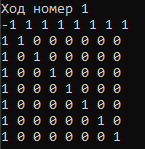 Ход номер 1
-1 1 1 1 1 1 1 1
1 1 0 0 0 0 0 0
1 0 1 0 0 0 0 0
1 0 0 1 0 0 0 0
1 0 0 0 1 0 0 0
1 0 0 0 0 1 0 0
1 0 0 0 0 0 1 0
1 0 0 0 0 0 0 1